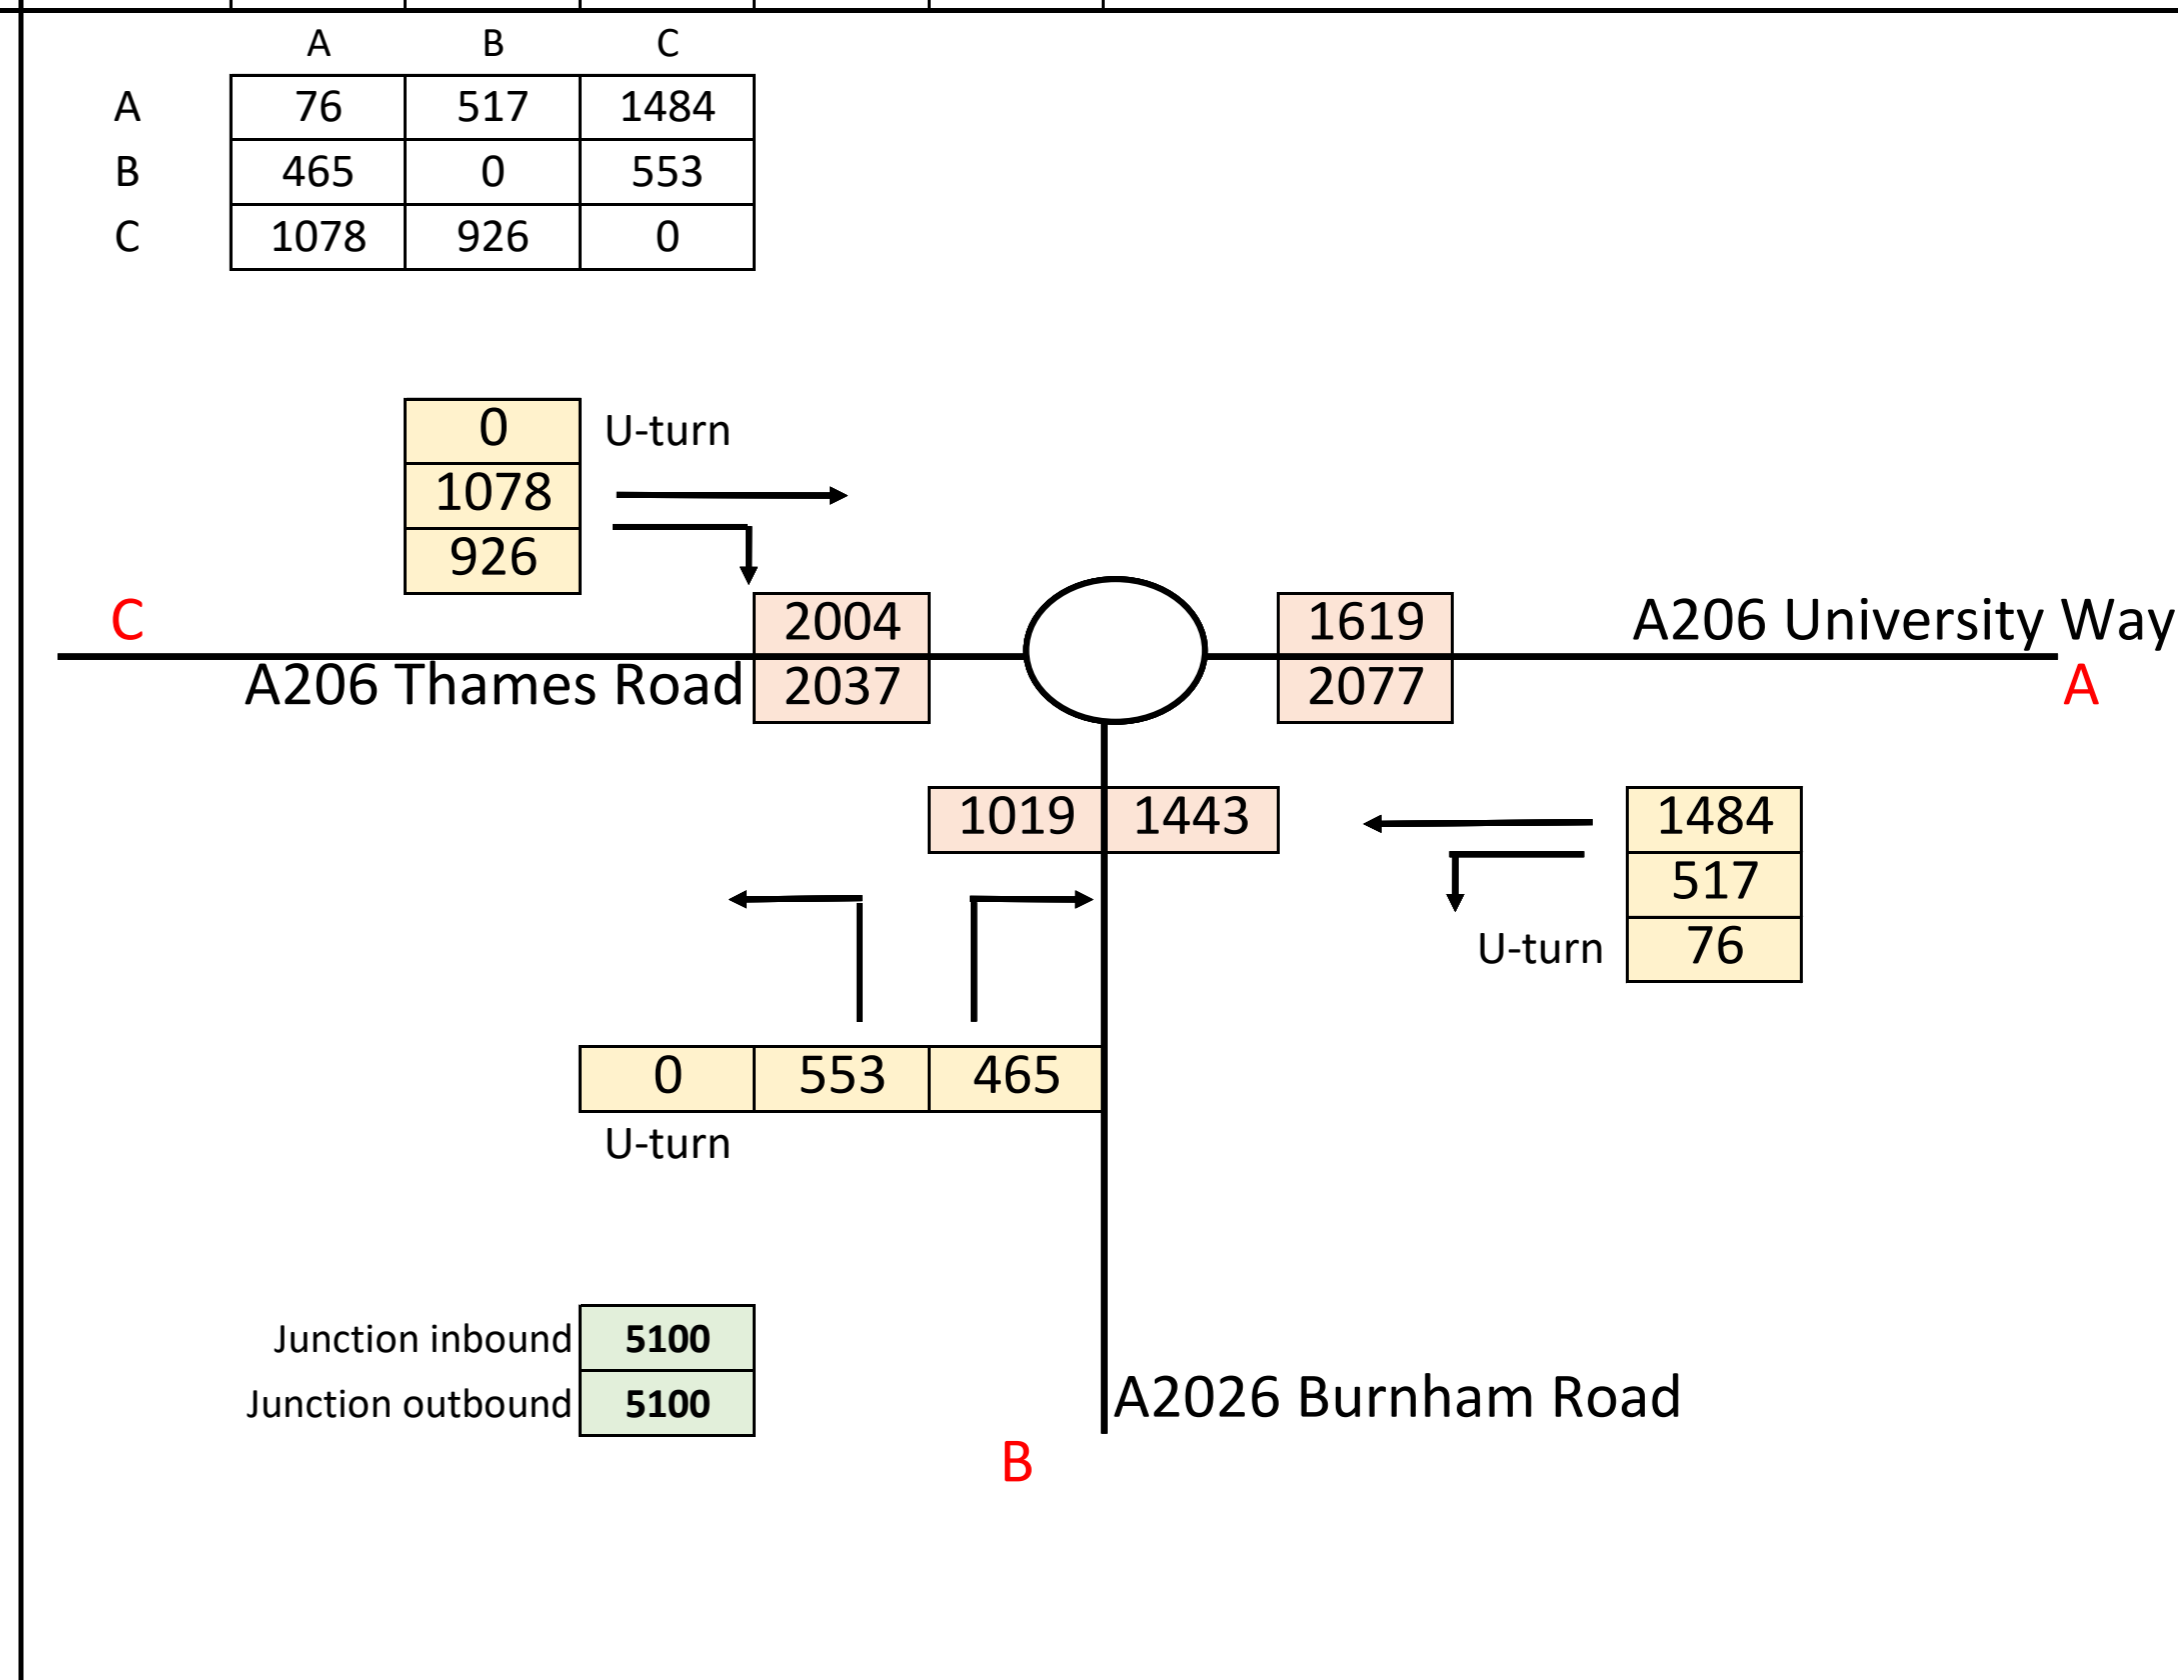 A B C
A 76 517 1484
B 465 0 553
C 1078 926 0
0 U-turn
1078
926
C 2004 1619 A206 University Way
A206 Thames Road 2037 2077 A
1019 1443 1484
517
U-turn 76
0 553 465
U-turn
Junction inbound 5100
Junction outbound 5100 A2026 Burnham Road
B